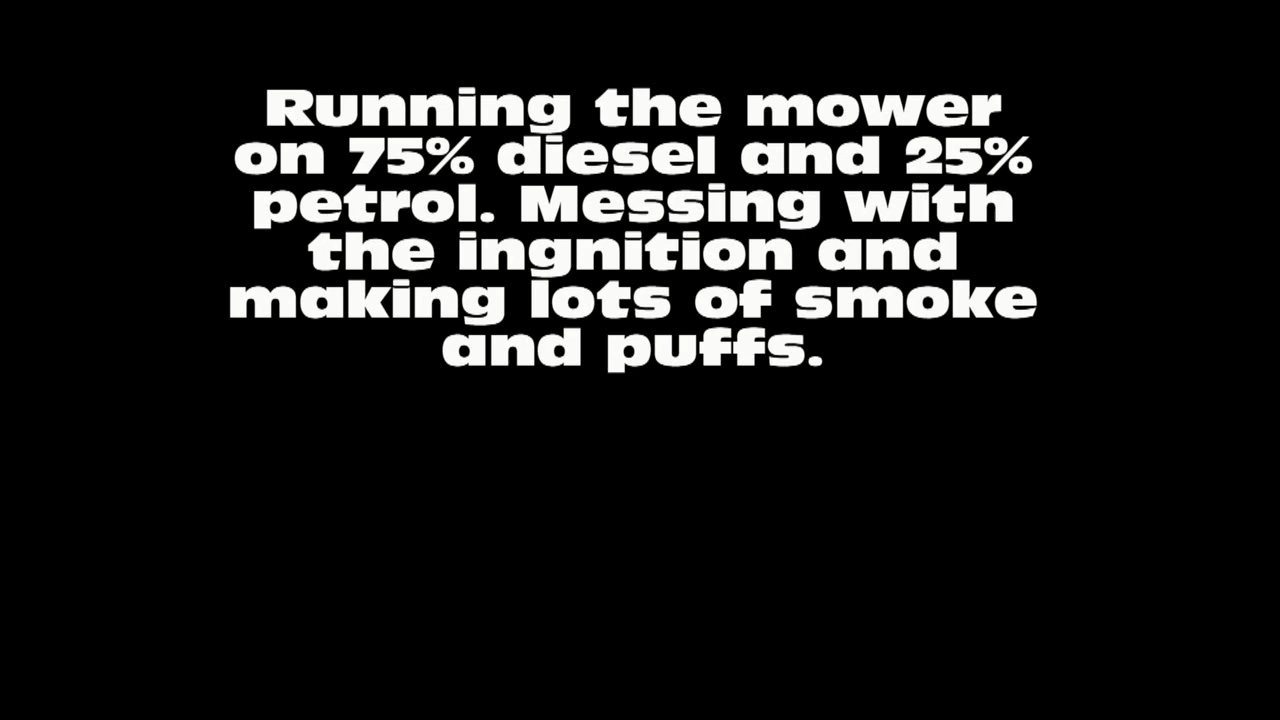 Running the mower
on 75% diesel and 25%
petrol. Messing with
the ingnition and
making lots of smoke
and puffs.